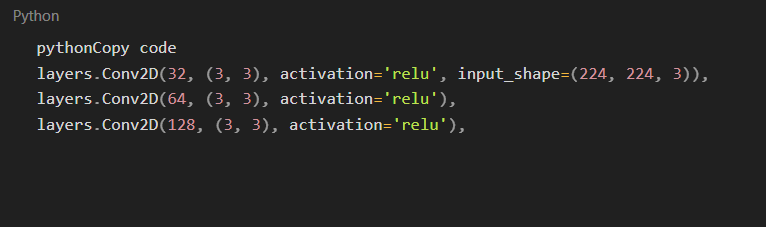 Python
pythonCopy code
layers.Conv2D(32, (3, 3), activation='relu', input_shape=(224, 224, 3)),
layers.Conv2D(64, (3, 3), activation='relu'),
layers.Conv2D(128, (3, 3), activation='relu'),